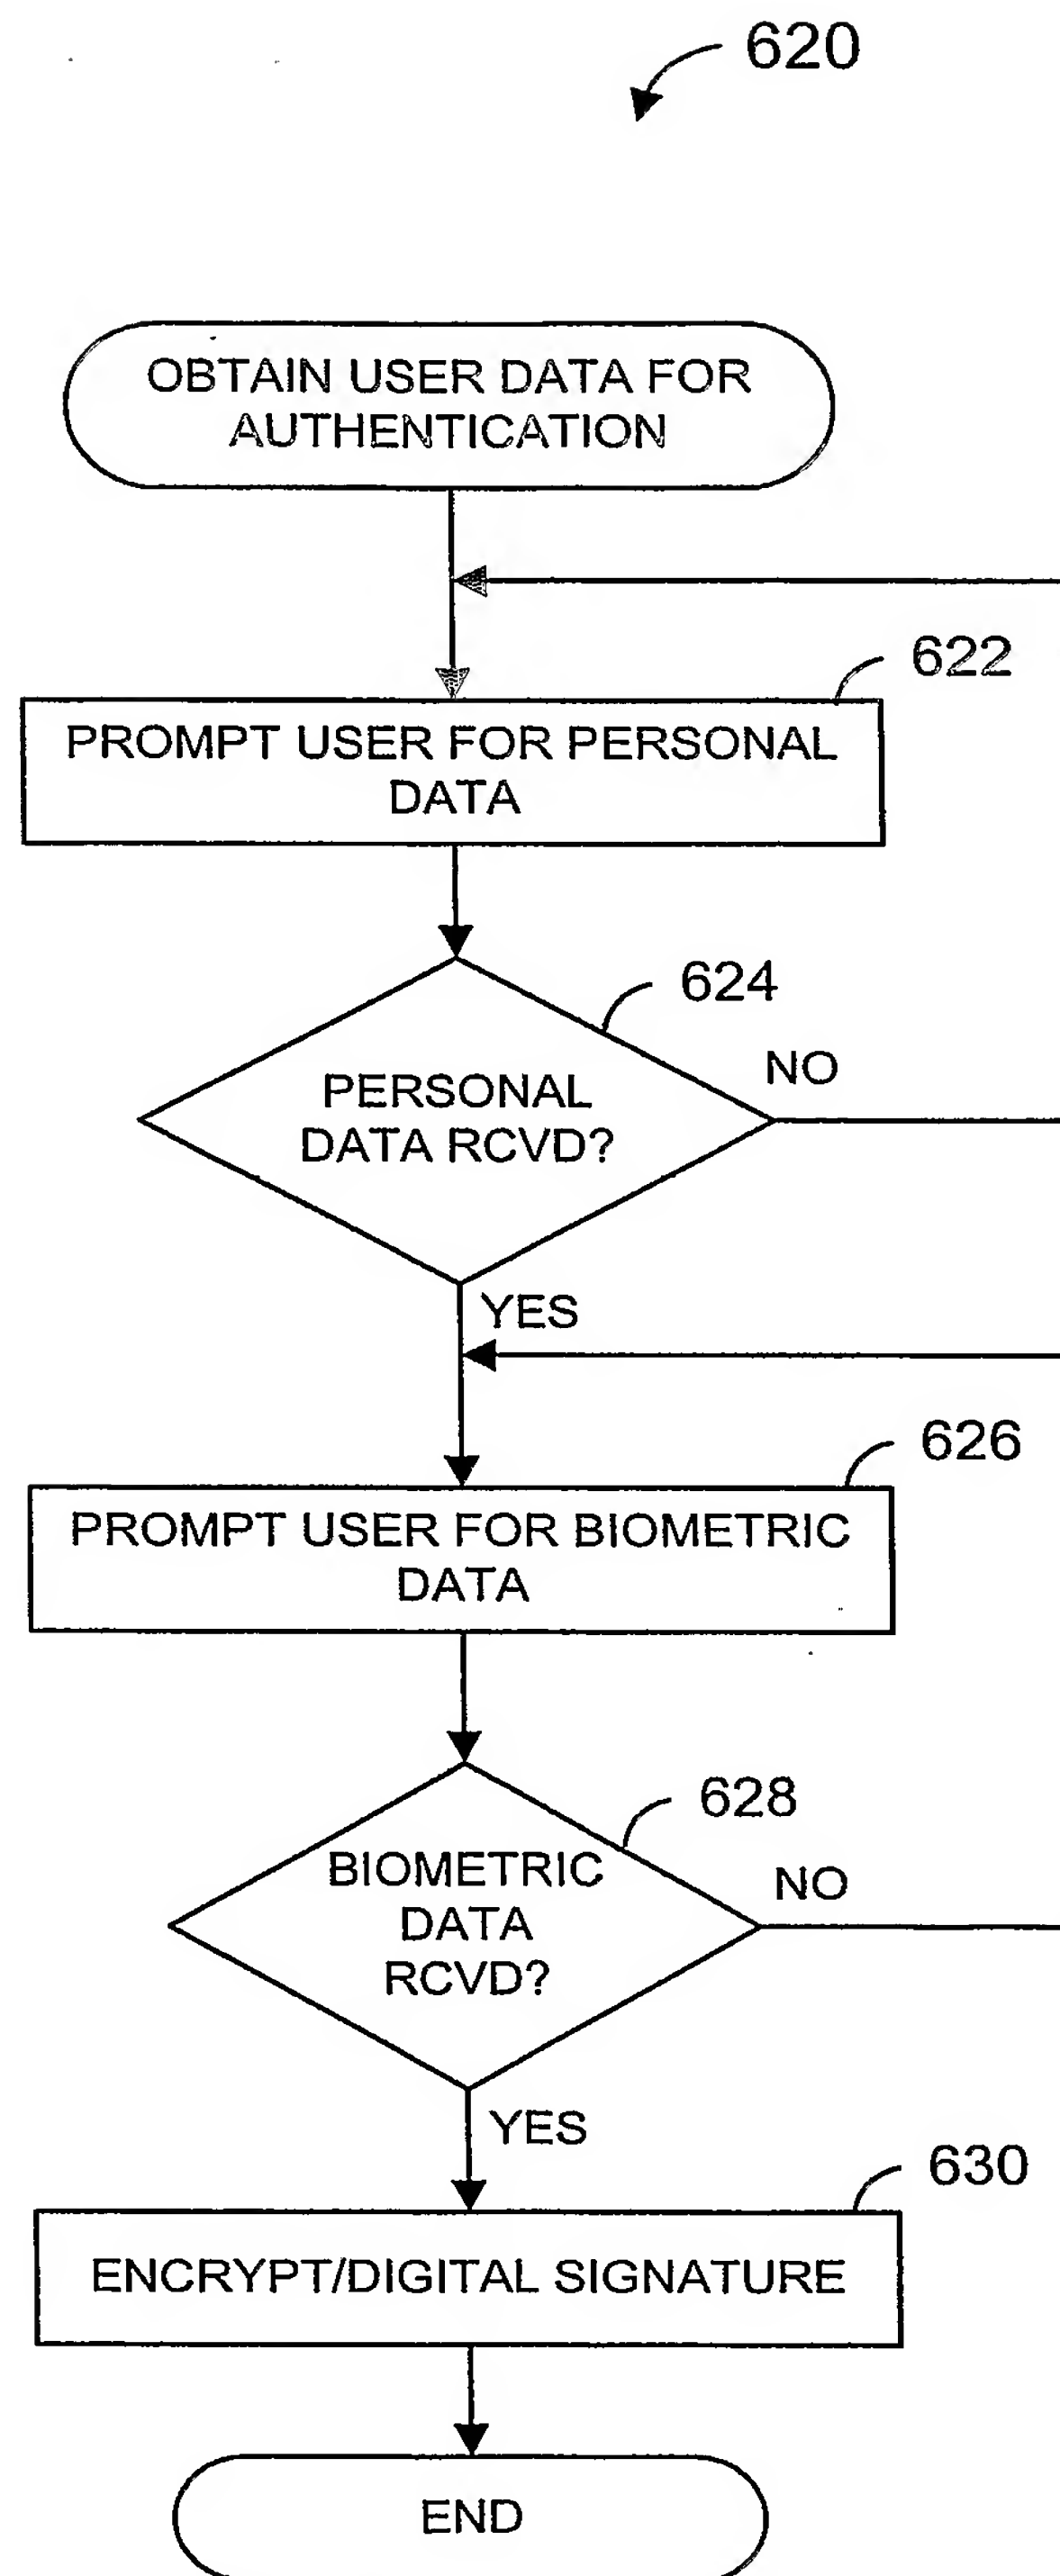 620
OBTAIN USER DATA FOR
AUTHENTICATION
622
PROMPT USER FOR PERSONAL
DATA
624
NO
PERSONAL
DATA RCVD?
YES
626
PROMPT USER FOR BIOMETRIC
DATA
628
NO
BIOMETRIC
DATA
RCVD?
YES
630
ENCRYPT/DIGITAL SIGNATURE
END